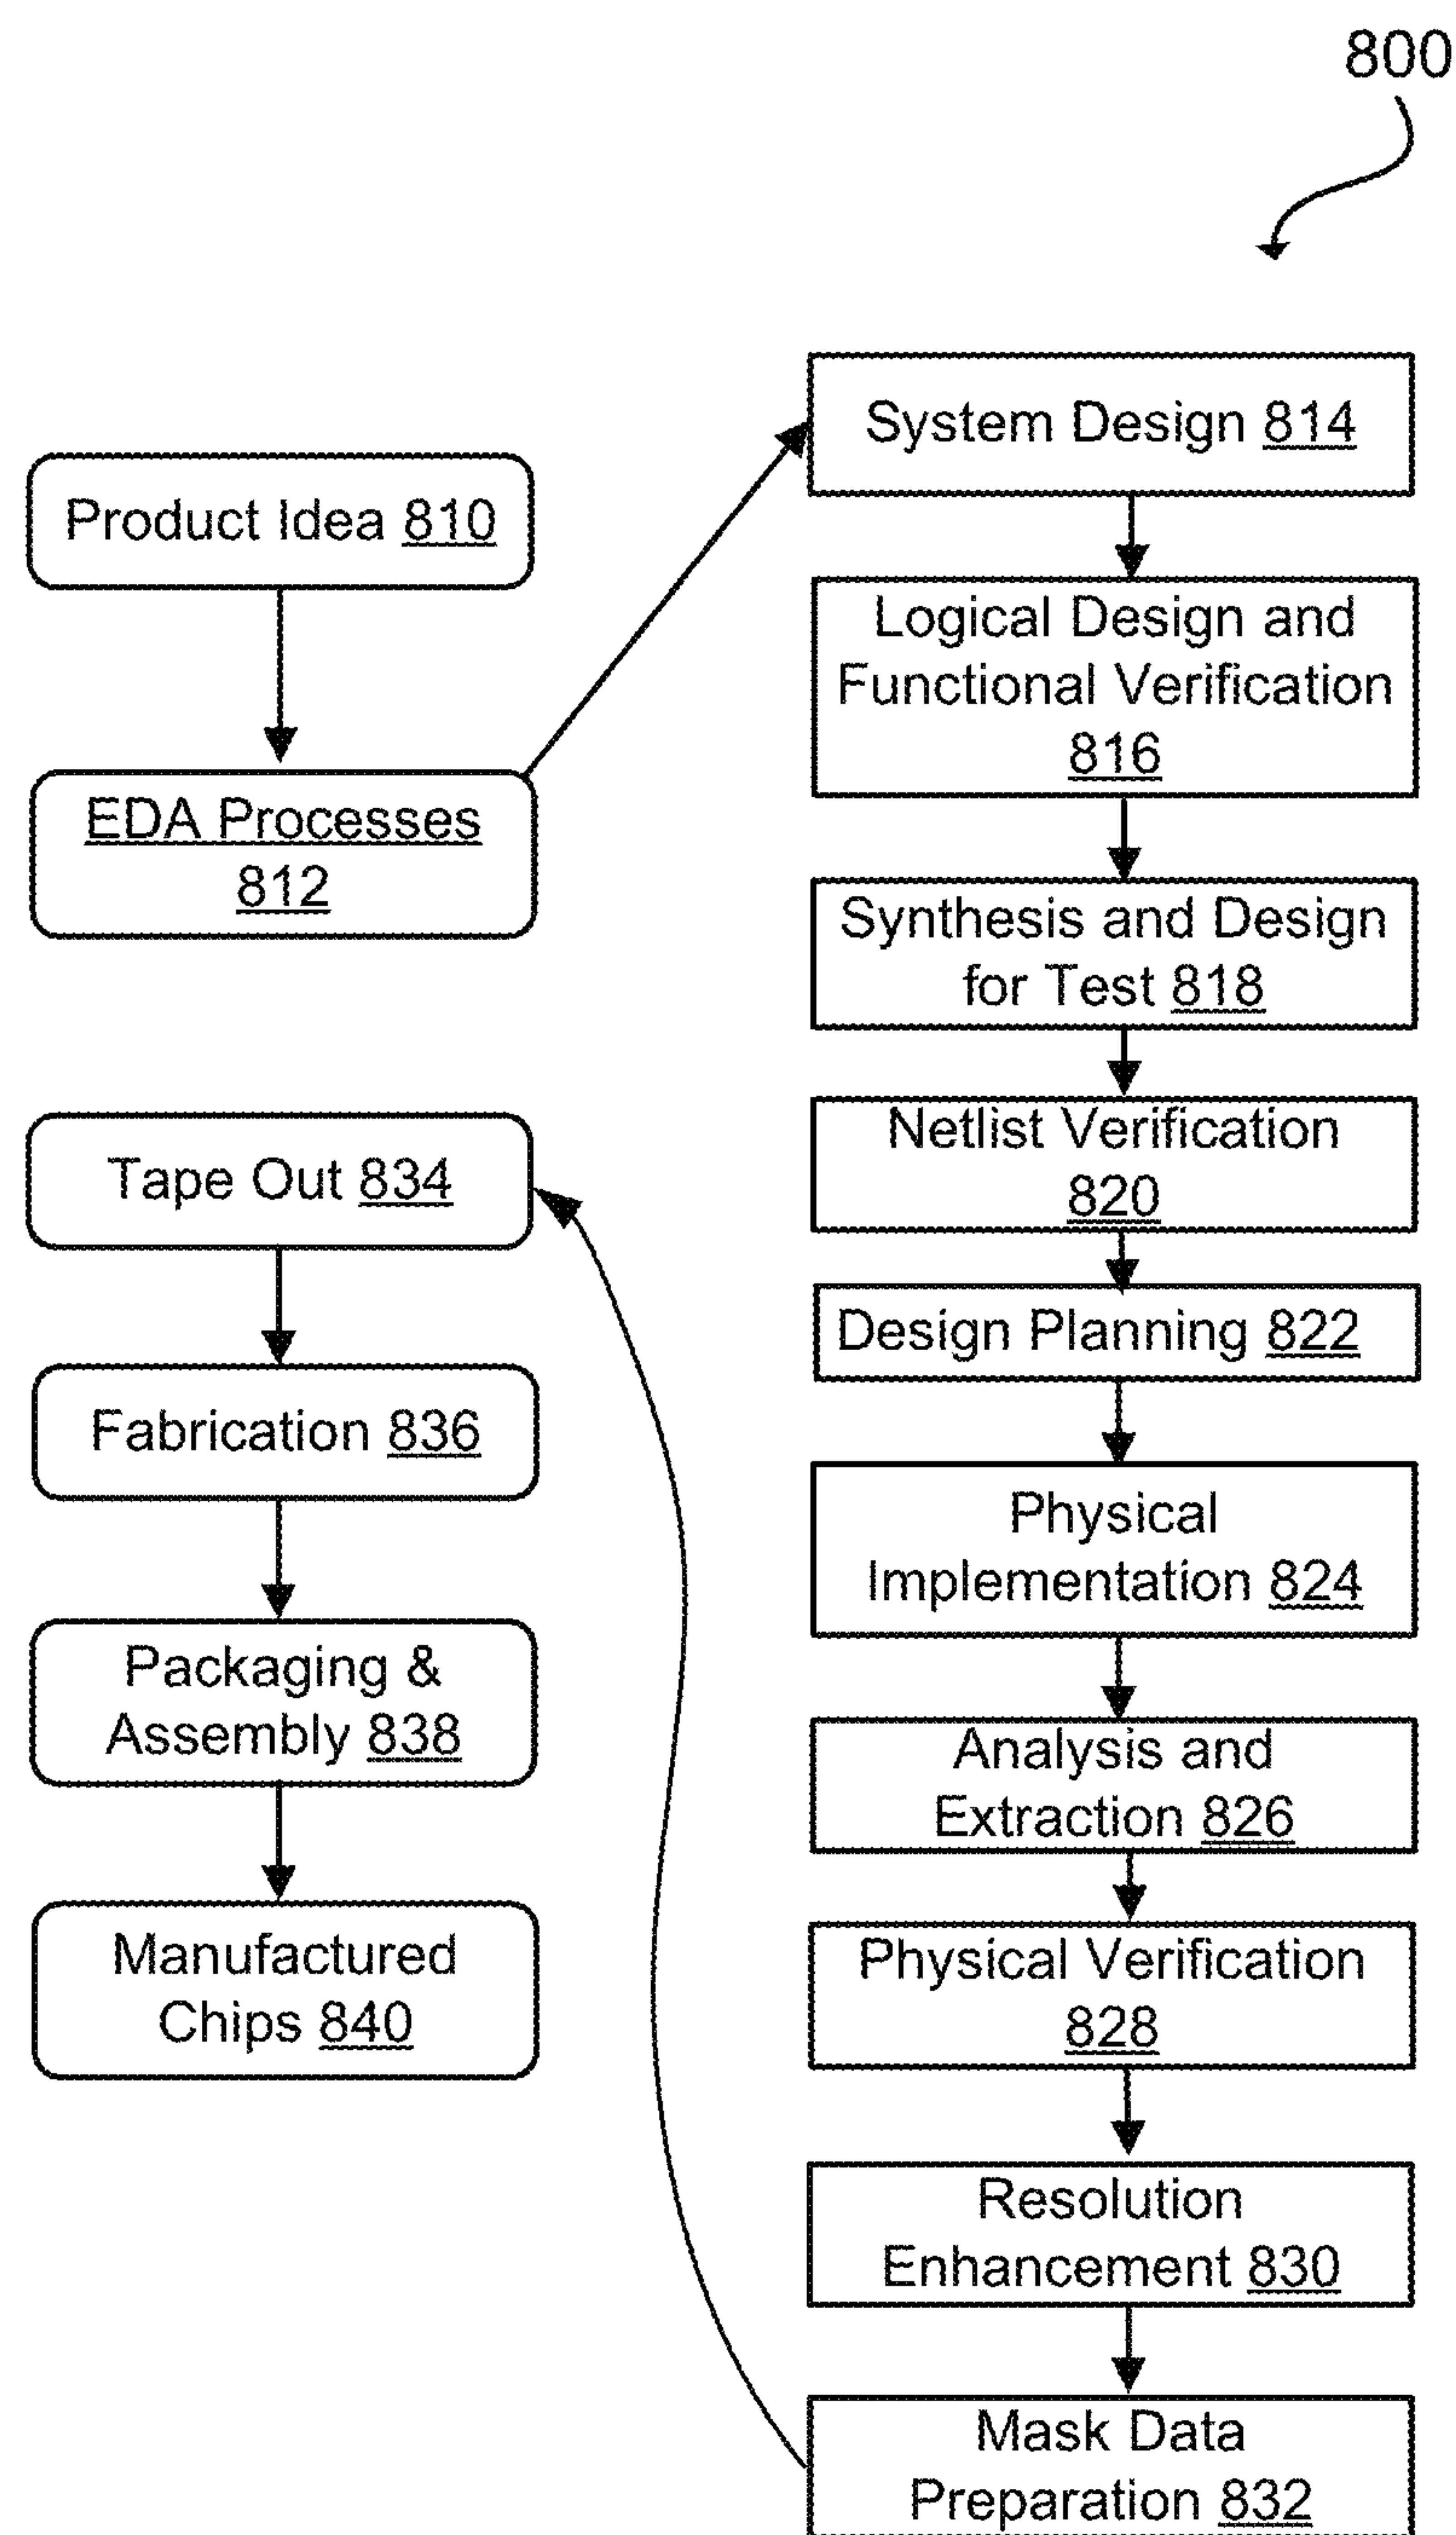 800
Product Idea 810
EDA Processes
812
System Design 814
Logical Design and
Functional Verification
816
Synthesis and Design
for Test 818
Netlist Verification
820
Design Planning 822
Physical
Implementation 824
Analysis and
Extraction 826
Physical Verification
828
Resolution
Enhancement 830
Mask Data
Preparation 832
Tape Out 834
Fabrication 836
Packaging &
Assembly 838
Manufactured
Chips 840